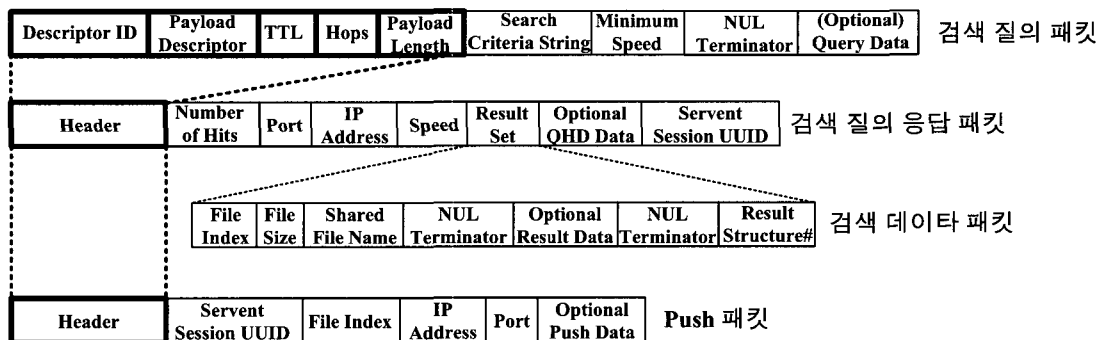 Descriptor ID Payload Descriptor TTL Hops Payload Length Search Criteria String Minimum Speed NUL Terminator (Optional) Query Data 검색 질의 패킷
Header Number of Hits Port IP Address Speed Result Set Optional QHD Data Servent Session UUID 검색 질의 응답 패킷
File Index File Size Shared File Name NUL Terminator Optional Result Data NUL Terminator Result Structure# 검색 데이타 패킷
Header Servent Session UUID File Index IP Address Port Optional Push Data Push 패킷